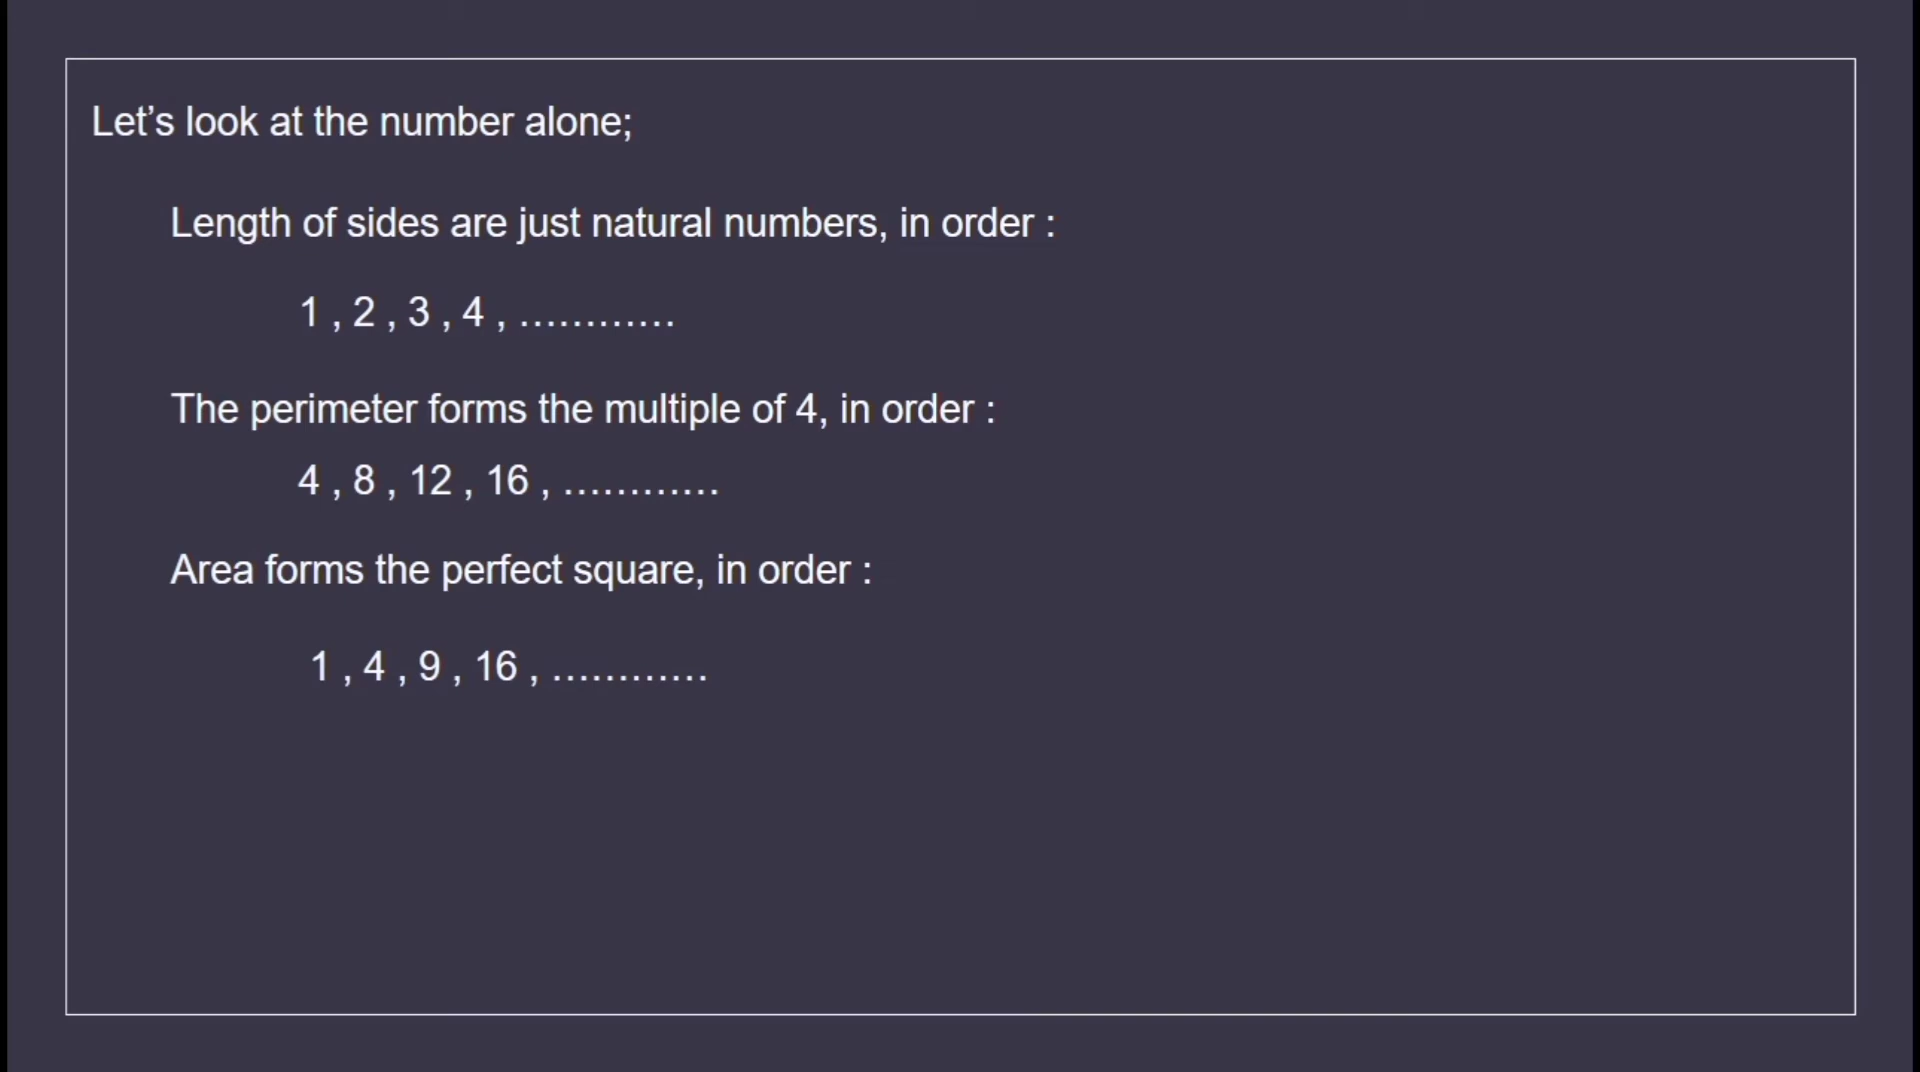 Let’s look at the number alone;
Length of sides are just natural numbers, in order :
1 , 2 , 3 , 4 , …………
The perimeter forms the multiple of 4, in order :
4 , 8 , 12 , 16 , …………
Area forms the perfect square, in order :
1 , 4 , 9 , 16 , …………